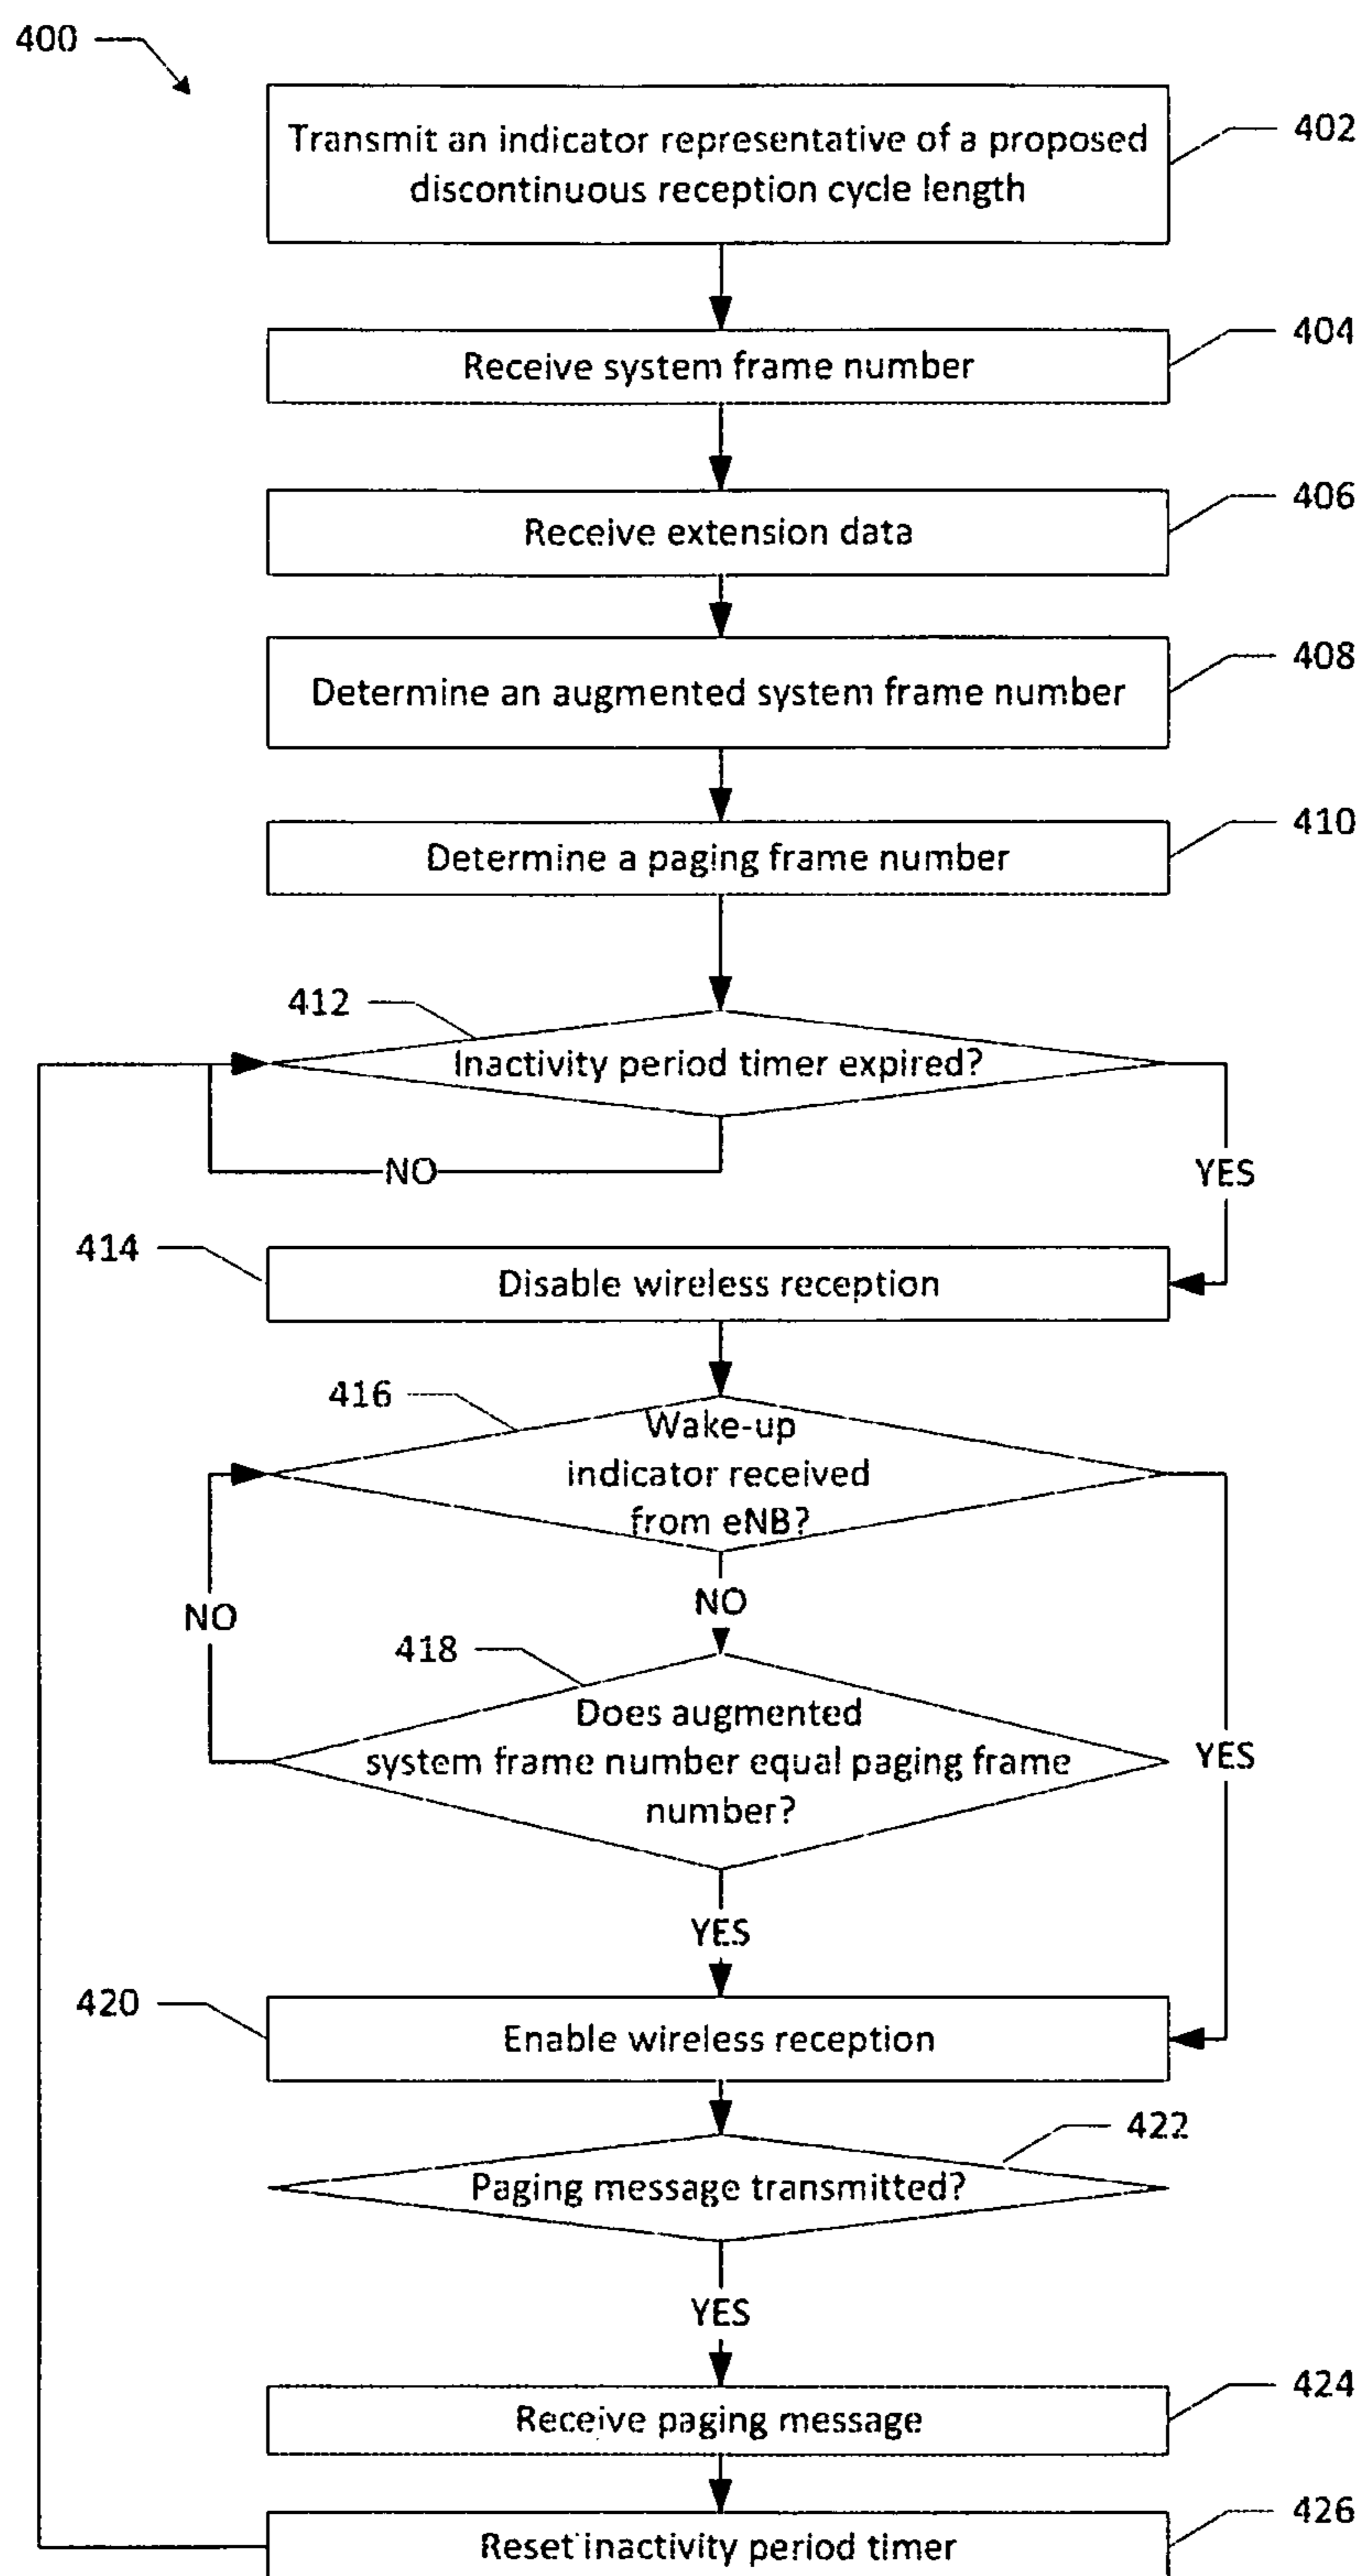 400
Transmit an indicator representative of a proposed
discontinuous reception cycle length
402
Receive system frame number
404
Receive extension data
406
Determine an augmented system frame number
408
Determine a paging frame number
410
412
Inactivity period timer expired?
NO
YES
414
Disable wireless reception
416
Wake-up
indicator received
from eNB?
NO
NO
418
Does augmented
system frame number equal paging frame
number?
YES
YES
420
Enable wireless reception
422
Paging message transmitted?
YES
424
Receive paging message
426
Reset inactivity period timer